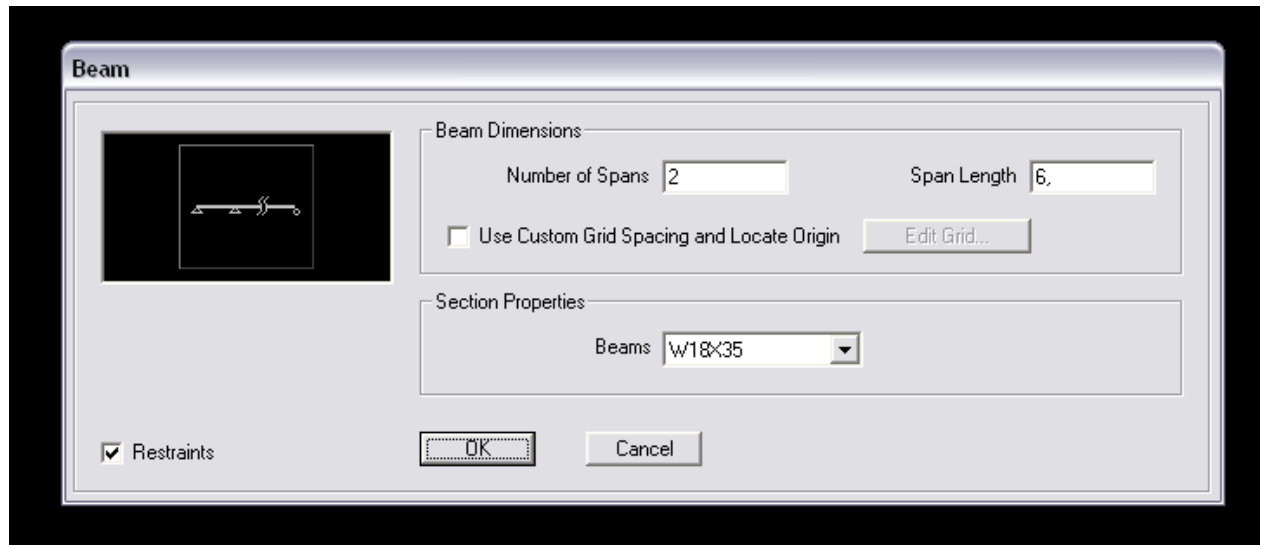 Beam
Beam Dimensions
Number of Spans 2 Span Length 6,
Use Custom Grid Spacing and Locate Origin Edit Grid...
Section Properties
Beams W18X35
Restraints OK Cancel